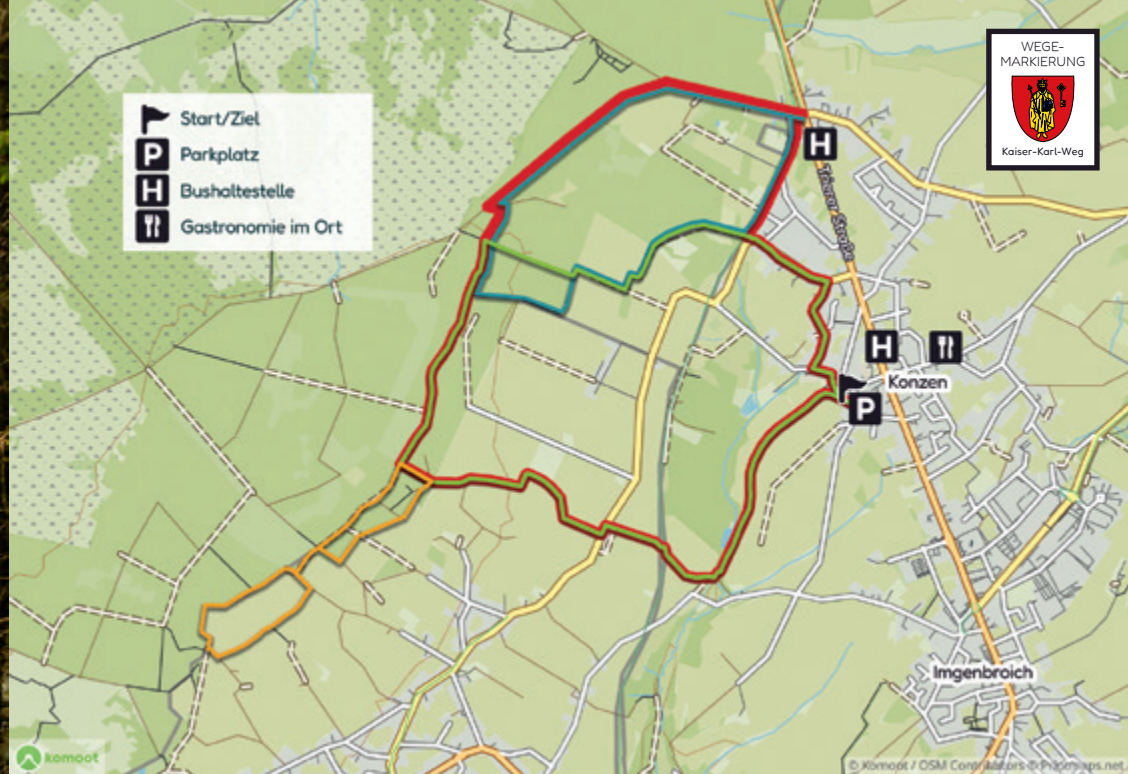 WEGE-
MARKIERUNG
Kaiser-Karl-Weg
Start/Ziel
P Parkplatz
H Bushaltestelle
Gastronomie im Ort
H
Trierer Straße
H
Konzen
P
Imgenbroich
komoot
© Komoot / OSM Contributors © Protomaps.net